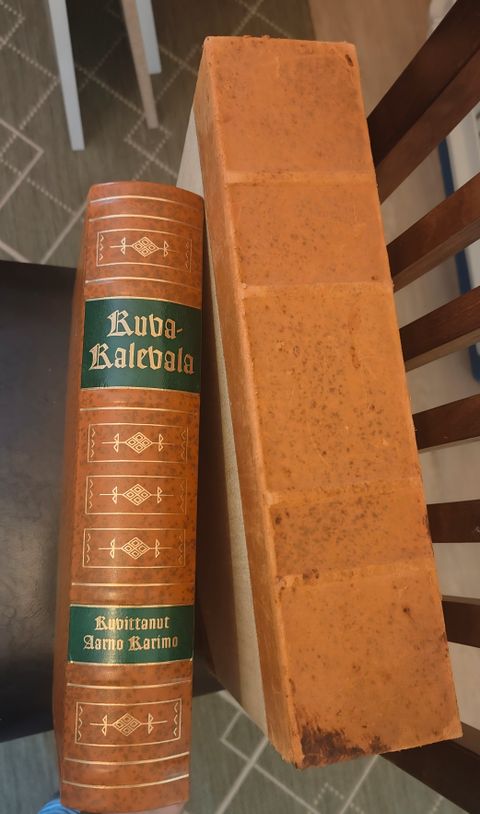 Kuva-
Kalevala
Kuvittanut
Aarno Karimo